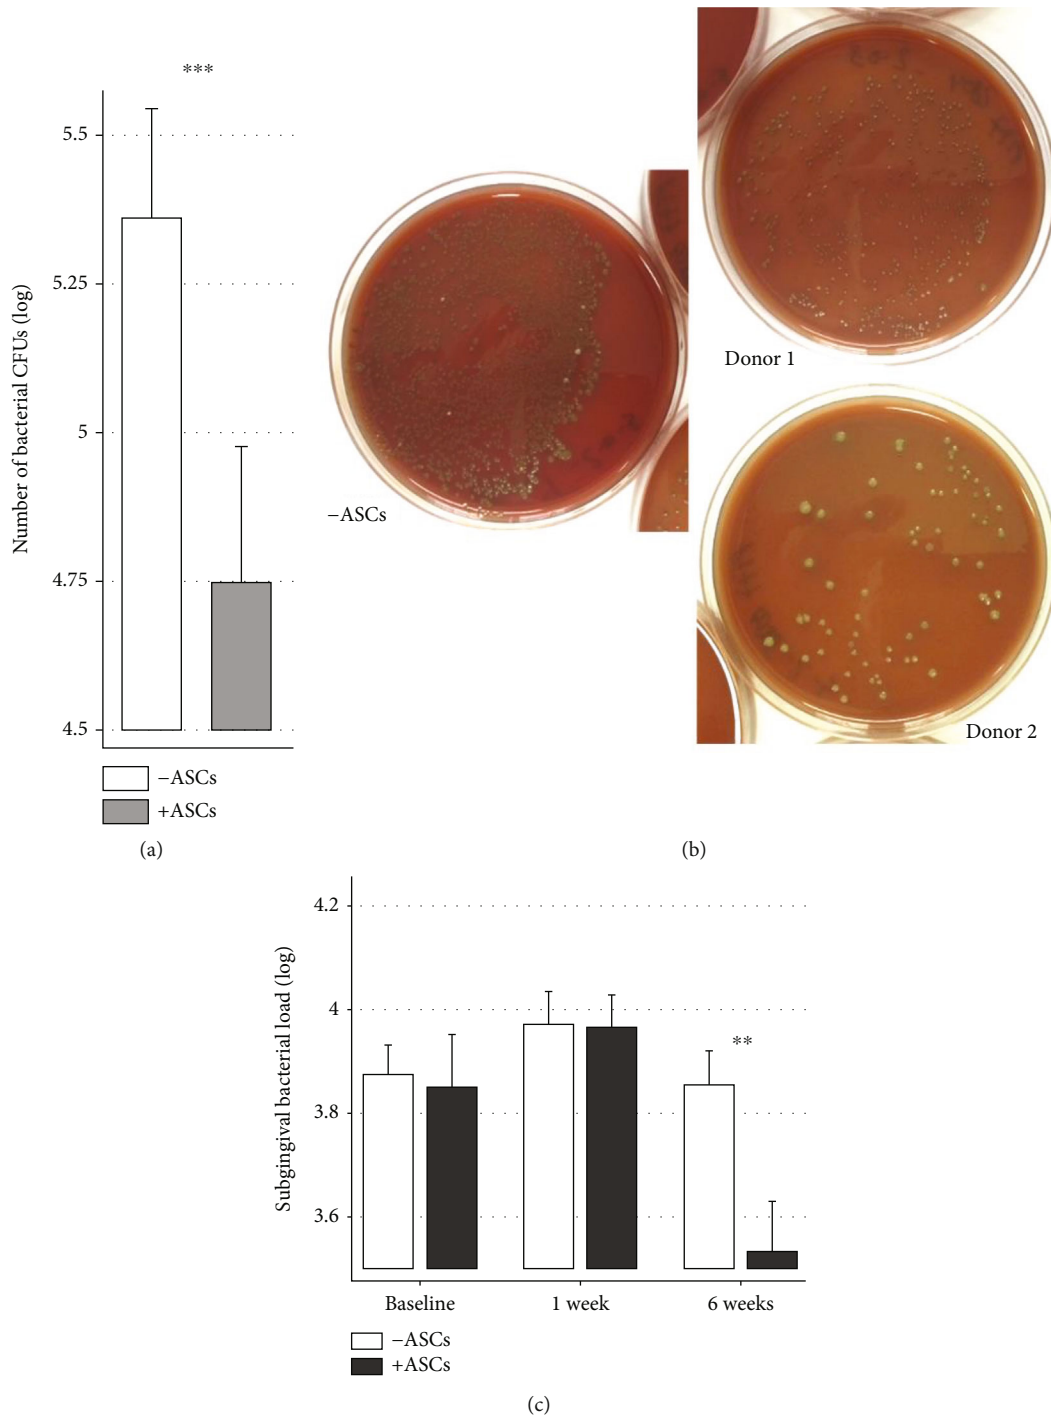 ***
5.5
5.25
5
4.75
4.5
Number of bacterial CFUs (log)
−ASCs
+ASCs
(a)
−ASCs
Donor 1
Donor 2
(b)
4.2
4
3.8
3.6
Subgingival bacterial load (log)
**
Baseline 1 week 6 weeks
−ASCs
+ASCs
(c)